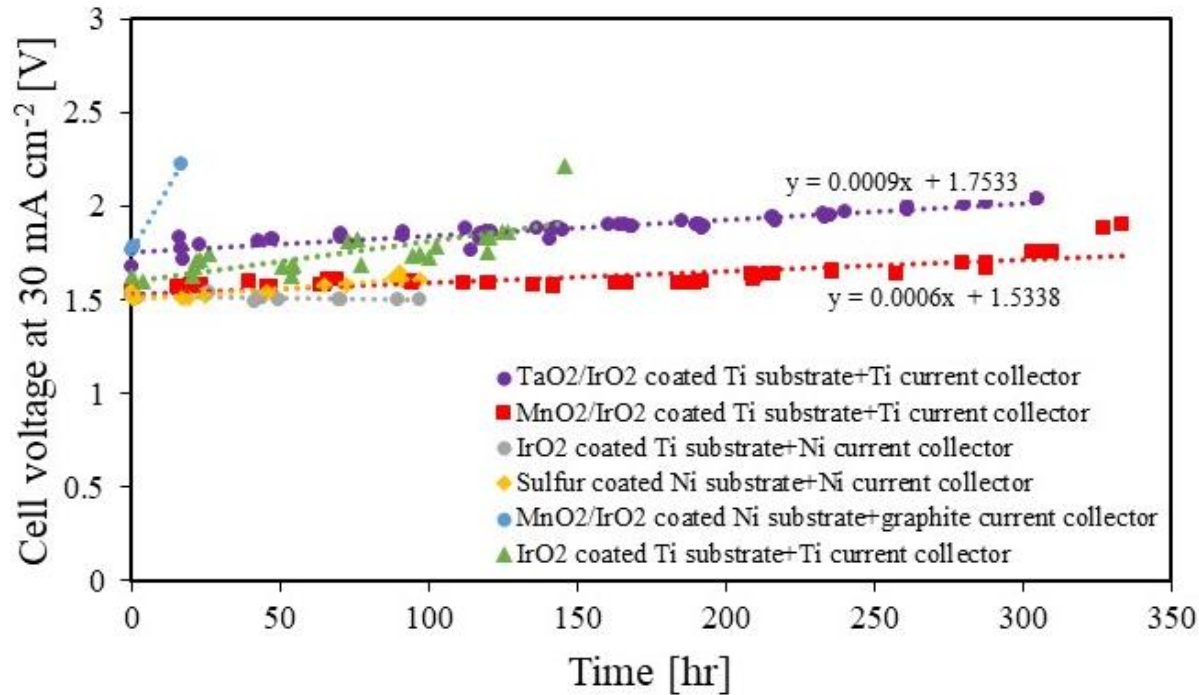 Cell voltage at 30 mA cm-2 [V]
3
2.5
2
1.5
1
0.5
0
y = 0.0009x + 1.7533
y = 0.0006x + 1.5338
TaO2/IrO2 coated Ti substrate+Ti current collector
MnO2/IrO2 coated Ti substrate+Ti current collector
IrO2 coated Ti substrate+Ni current collector
Sulfur coated Ni substrate+Ni current collector
MnO2/IrO2 coated Ni substrate+graphite current collector
IrO2 coated Ti substrate+Ti current collector
0 50 100 150 200 250 300 350
Time [hr]